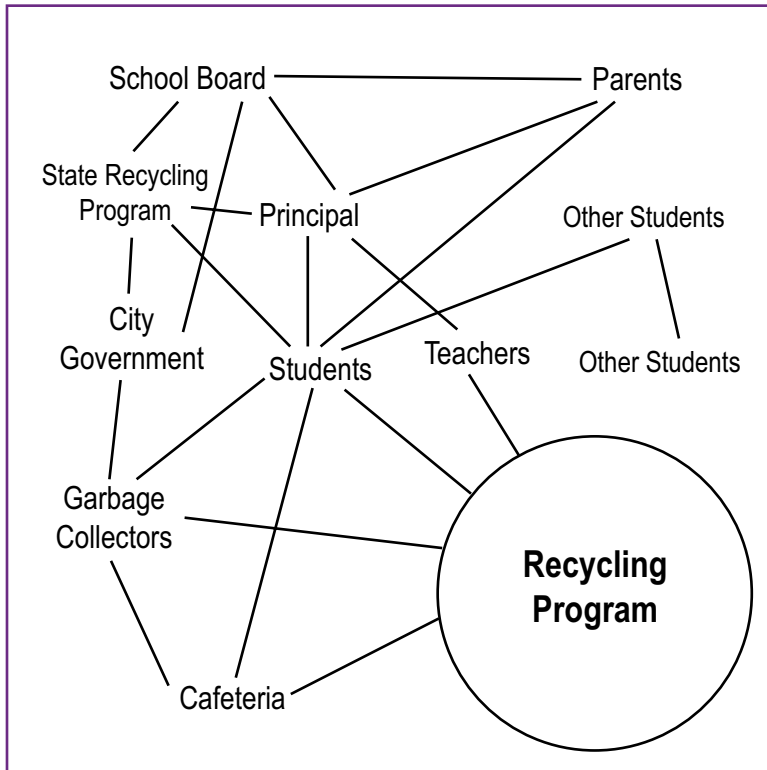 School Board
Parents
State Recycling
Program
Principal
Other Students
City
Government
Students
Teachers
Other Students
Garbage
Collectors
Recycling
Program
Cafeteria